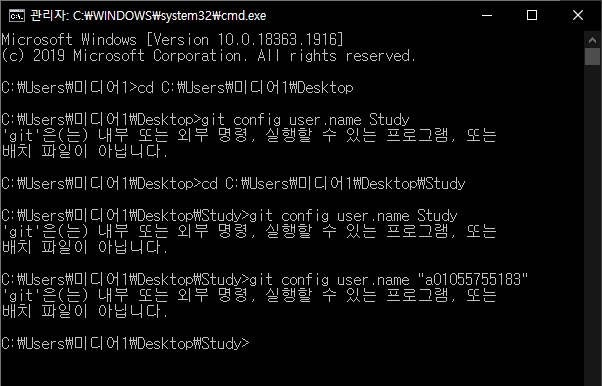 관리자: C:₩WINDOWS₩system32₩cmd.exe
Microsoft Windows [Version 10.0.18363.1916]
(c) 2019 Microsoft Corporation. All rights reserved.
C:₩Users₩미디어1>cd C:₩Users₩미디어1₩Desktop
C:₩Users₩미디어1₩Desktop>git config user.name Study
'git'은(는) 내부 또는 외부 명령, 실행할 수 있는 프로그램, 또는
배치 파일이 아닙니다.
C:₩Users₩미디어1₩Desktop>cd C:₩Users₩미디어1₩Desktop₩Study
C:₩Users₩미디어1₩Desktop₩Study>git config user.name Study
'git'은(는) 내부 또는 외부 명령, 실행할 수 있는 프로그램, 또는
배치 파일이 아닙니다.
C:₩Users₩미디어1₩Desktop₩Study>git config user.name "a01055755183"
'git'은(는) 내부 또는 외부 명령, 실행할 수 있는 프로그램, 또는
배치 파일이 아닙니다.
C:₩Users₩미디어1₩Desktop₩Study>